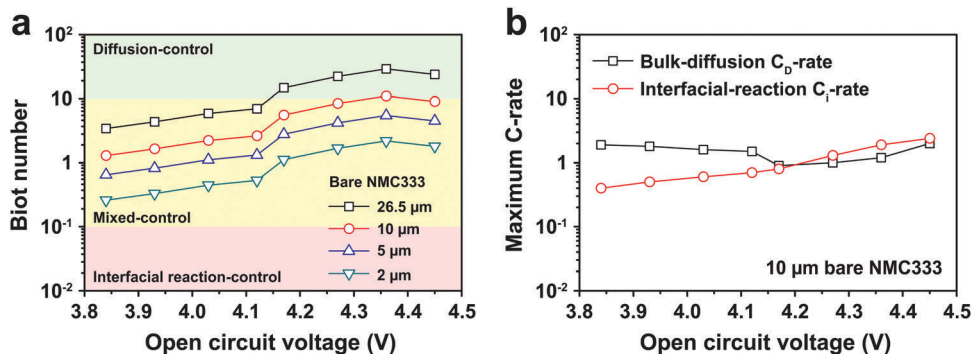 a
Biot number
10²
10
1
10⁻¹
10⁻²
Diffusion-control
Mixed-control
Interfacial reaction-control
Bare NMC333
26.5 µm
10 µm
5 µm
2 µm
3.8 3.9 4.0 4.1 4.2 4.3 4.4 4.5
Open circuit voltage (V)
b
Maximum C-rate
10²
10
1
10⁻¹
10⁻²
Bulk-diffusion C_D-rate
Interfacial-reaction C_i-rate
10 µm bare NMC333
3.8 3.9 4.0 4.1 4.2 4.3 4.4 4.5
Open circuit voltage (V)